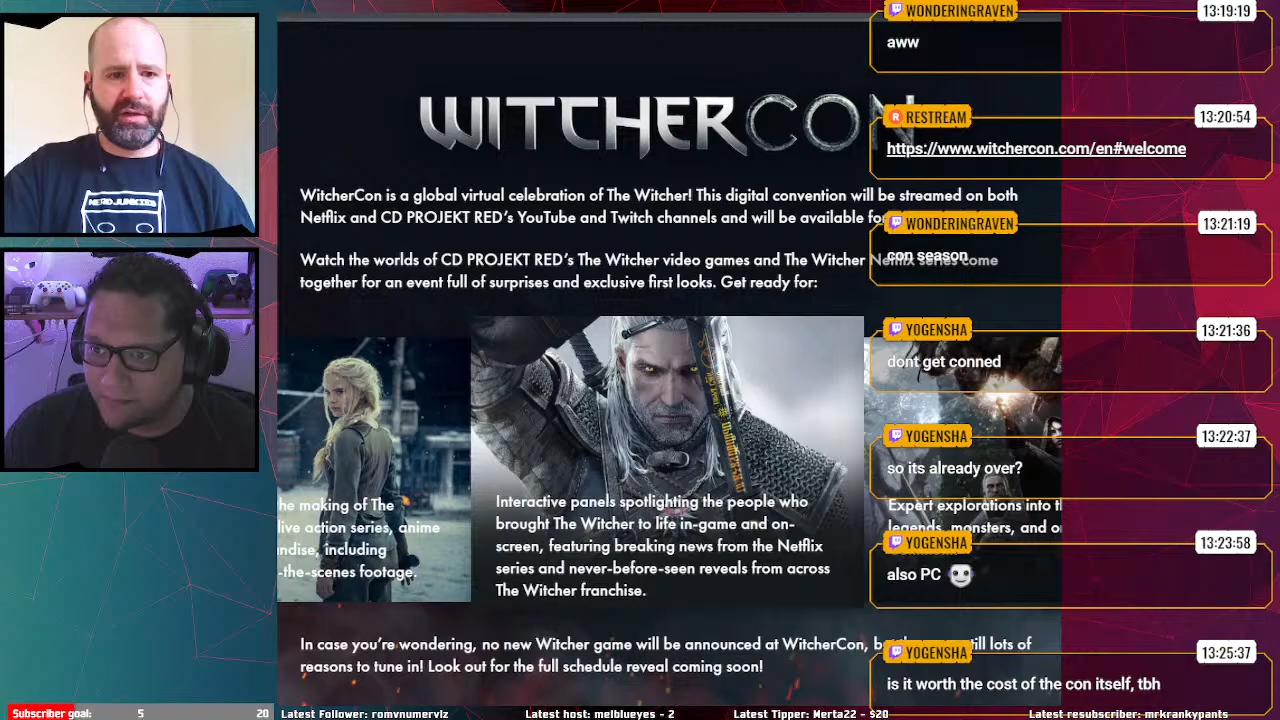 WITCHERCON
WitcherCon is a global virtual celebration of The Witcher! This digital convention will be streamed on both
Netflix and CD PROJEKT RED's YouTube and Twitch channels and will be available for
Watch the worlds of CD PROJEKT RED's The Witcher video games and The Witcher Netflix series come
together for an event full of surprises and exclusive first looks. Get ready for:
he making of The
live action series, anime
ndise, including
-the-scenes footage.
Interactive panels spotlighting the people who
brought The Witcher to life in-game and on-
screen, featuring breaking news from the Netflix
series and never-before-seen reveals from across
The Witcher franchise.
Expert explorations into th
legends, monsters, and
In case you're wondering, no new Witcher game will be announced at WitcherCon, lots of
reasons to tune in! Look out for the full schedule reveal coming soon!
NERDJUNKIES
WONDERINGRAVEN 13:19:19
aww
RESTREAM 13:20:54
https://www.witchercon.com/en#welcome
WONDERINGRAVEN 13:21:19
con season
YOGENSHA 13:21:36
dont get conned
YOGENSHA 13:22:37
so its already over?
YOGENSHA 13:23:58
also PC
YOGENSHA 13:25:37
is it worth the cost of the con itself, tbh
Subscriber goal: 5 20 Latest Follower: romynumerviz Latest host: melblueyes - 2 Latest Tipper: Merta22 - $20 Latest resubscriber: mrkrankypants